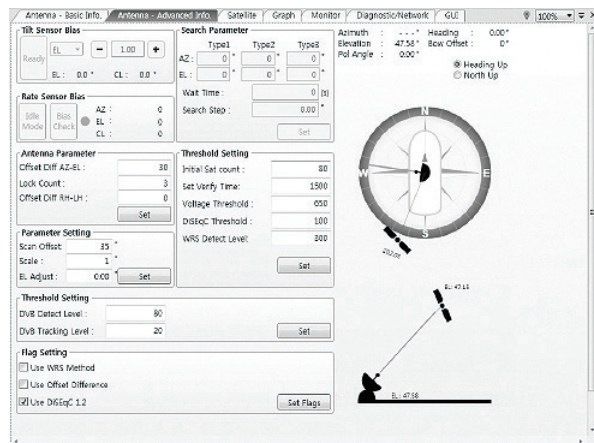 Antenna - Basic Info. Antenna - Advanced Info. Satellite Graph Monitor Diagnostic/Network GUI 100%
Tilt Sensor Bias
Ready EL 1.00
EL : 0.0 ° CL : 0.0 °
Rate Sensor Bias
Idle Mode Bias Check
AZ : 0
EL : 0
CL : 0
Antenna Parameter
Offset Diff AZ-EL : 30
Lock Count : 3
Offset Diff RH-LH : 0
Set
Parameter Setting
Scan Offset 35 °
Scale : 1 °
EL Adjust : 0.00 ° Set
Search Parameter
Type1 Type2 Type3
AZ : 0 ° 0 ° 0 °
EL : 0 ° 0 ° 0 °
Wait Time : 0 [s]
Search Step : 0.00 °
Set
Threshold Setting
Initial Sat count : 80
Set Verify Time: 1500
Voltage Threshold : 650
DiSEqC Threshold : 100
WRS Detect Level: 300
Set
Threshold Setting
DVB Detect Level : 80
DVB Tracking Level : 20
Set
Flag Setting
Use WRS Method
Use Offset Difference
Use DiSEqC 1.2
Set Flags
Azimuth : ---.-° Heading : 0.00°
Elevation : 47.58° Bow Offset : 0°
Pol Angle : 0.00°
Heading Up
North Up
N
W
E
S
EL: 47.15
EL: 47.58